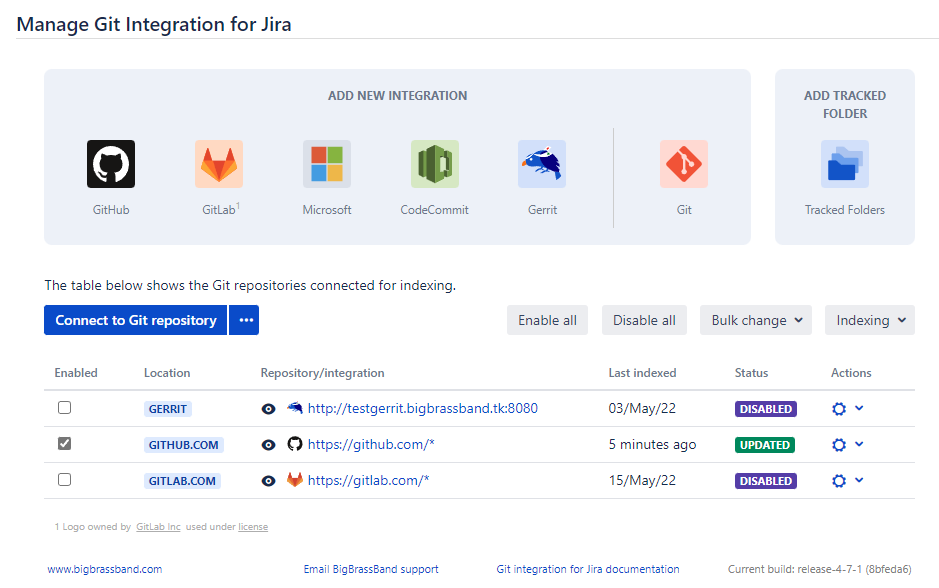 Manage Git Integration for Jira
ADD NEW INTEGRATION
GitHub GitLab1 Microsoft CodeCommit Gerrit Git
ADD TRACKED
FOLDER
Tracked Folders
The table below shows the Git repositories connected for indexing.
Connect to Git repository ••• Enable all Disable all Bulk change Indexing
Enabled Location Repository/integration Last indexed Status Actions
GERRIT http://testgerrit.bigbrassband.tk:8080 03/May/22 DISABLED
GITHUB.COM https://github.com/* 5 minutes ago UPDATED
GITLAB.COM https://gitlab.com/* 15/May/22 DISABLED
1 Logo owned by GitLab Inc used under license
www.bigbrassband.com Email BigBrassBand support Git integration for Jira documentation Current build: release-4-7-1 (8bfeda6)